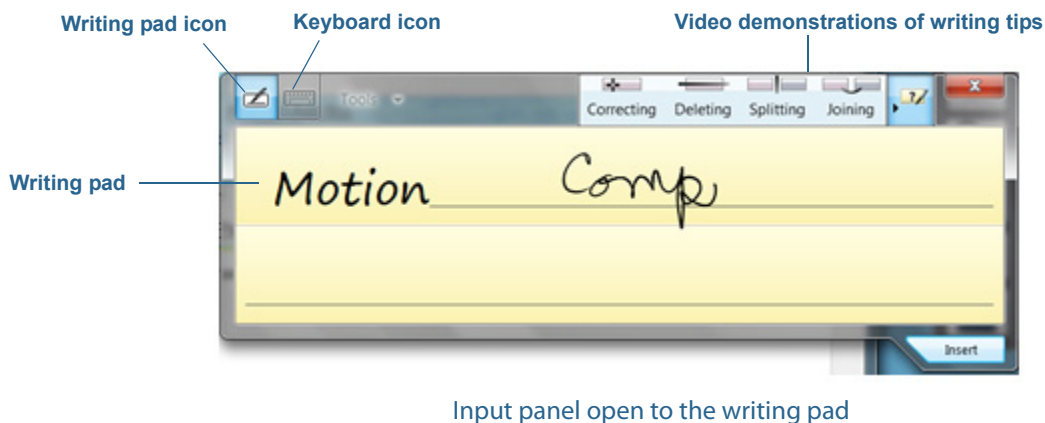 Writing pad icon
Keyboard icon
Video demonstrations of writing tips
Tools
Correcting Deleting Splitting Joining
Writing pad
Motion Comp
Insert
Input panel open to the writing pad